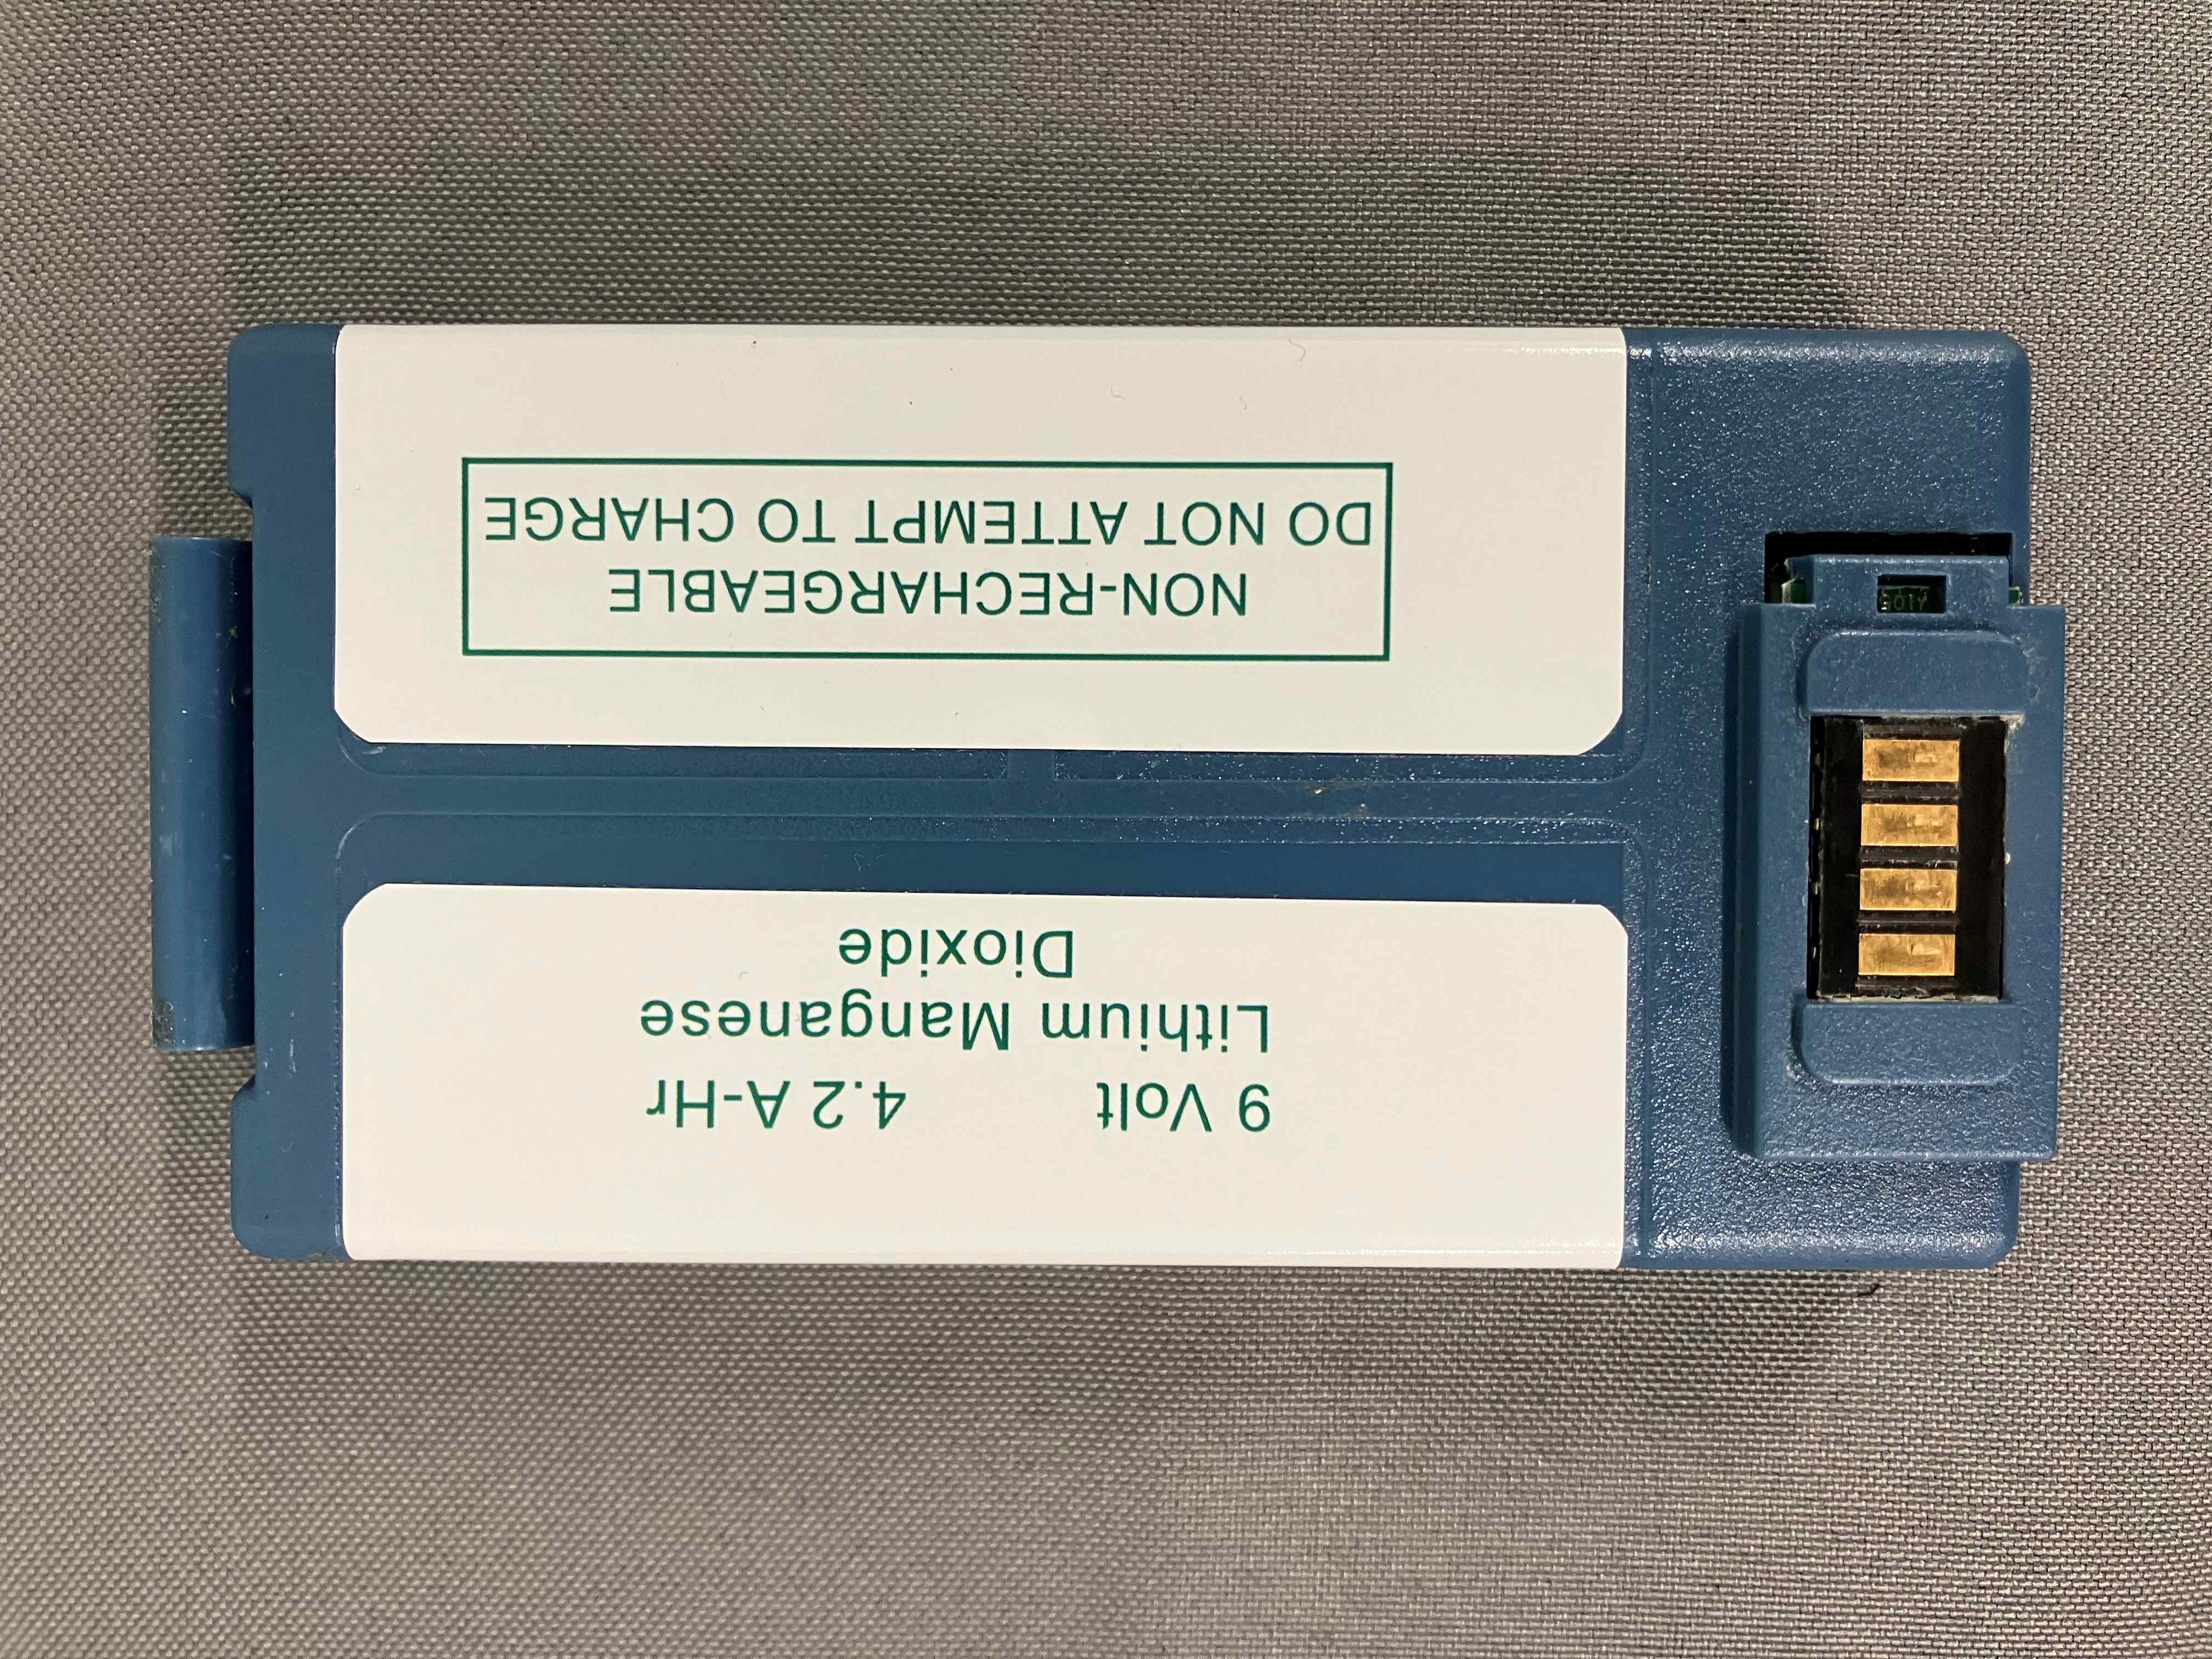 9 Volt 4.2 A-Hr
Lithium Manganese
Dioxide
NON-RECHARGEABLE
DO NOT ATTEMPT TO CHARGE